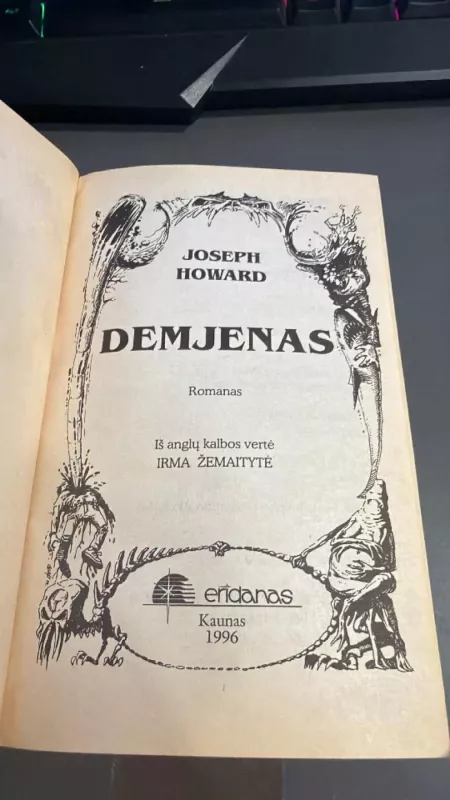 JOSEPH
HOWARD
DEMJENAS
Romanas
Iš anglų kalbos vertė
IRMA ŽEMAITYTĖ
eridanas
Kaunas
1996